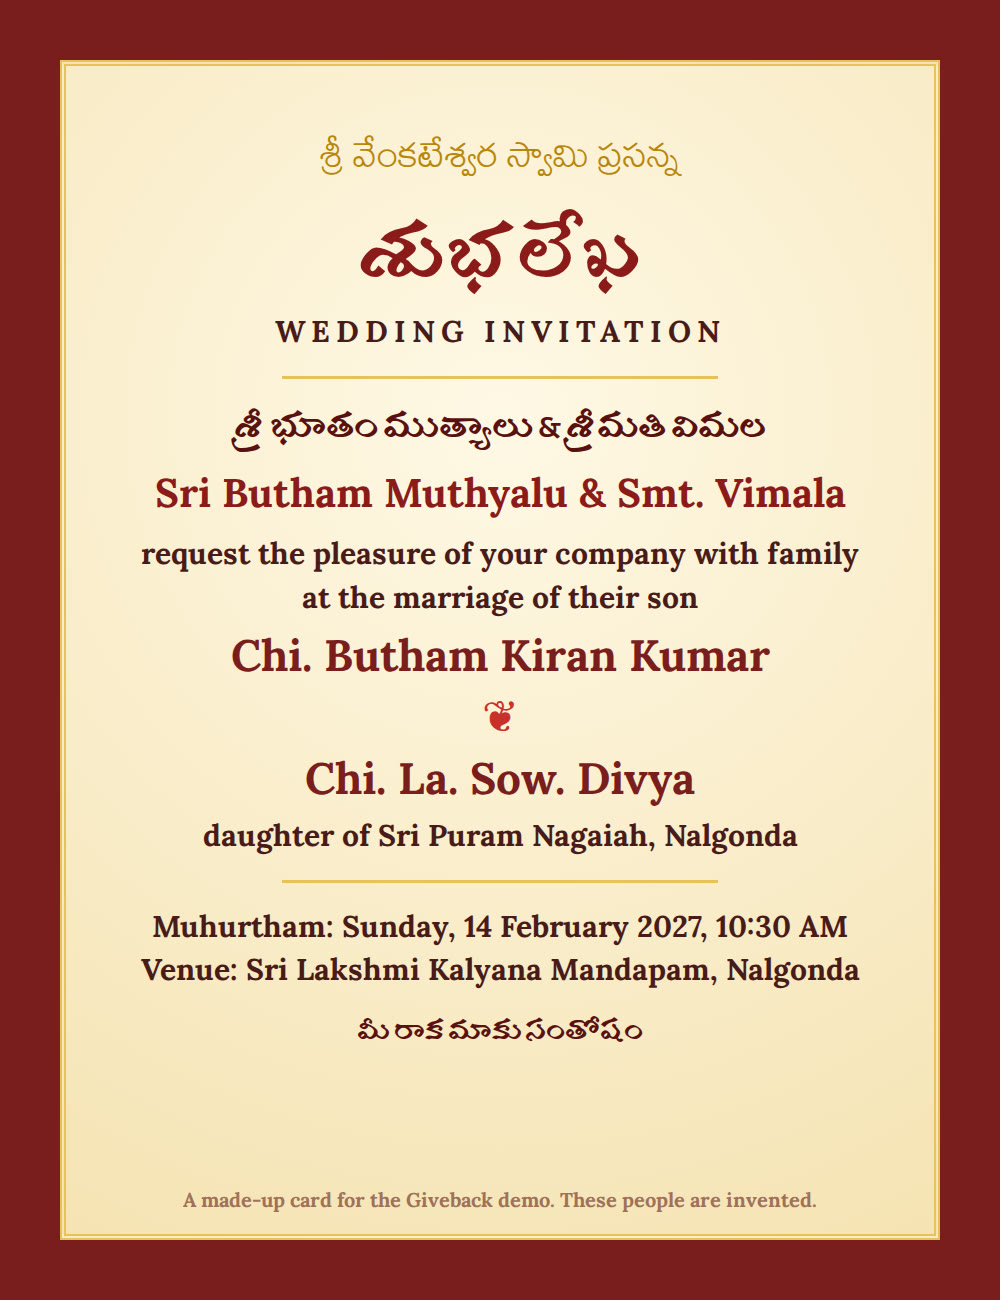 శ్రీ వేంకటేశ్వర స్వామి ప్రసన్న
శుభలేఖ
WEDDING INVITATION
శ్రీ భూతం ముత్యాలు & శ్రీమతి విమల
Sri Butham Muthyalu & Smt. Vimala
request the pleasure of your company with family
at the marriage of their son
Chi. Butham Kiran Kumar
❦
Chi. La. Sow. Divya
daughter of Sri Puram Nagaiah, Nalgonda
Muhurtham: Sunday, 14 February 2027, 10:30 AM
Venue: Sri Lakshmi Kalyana Mandapam, Nalgonda
మీ రాక మాకు సంతోషం
A made-up card for the Giveback demo. These people are invented.